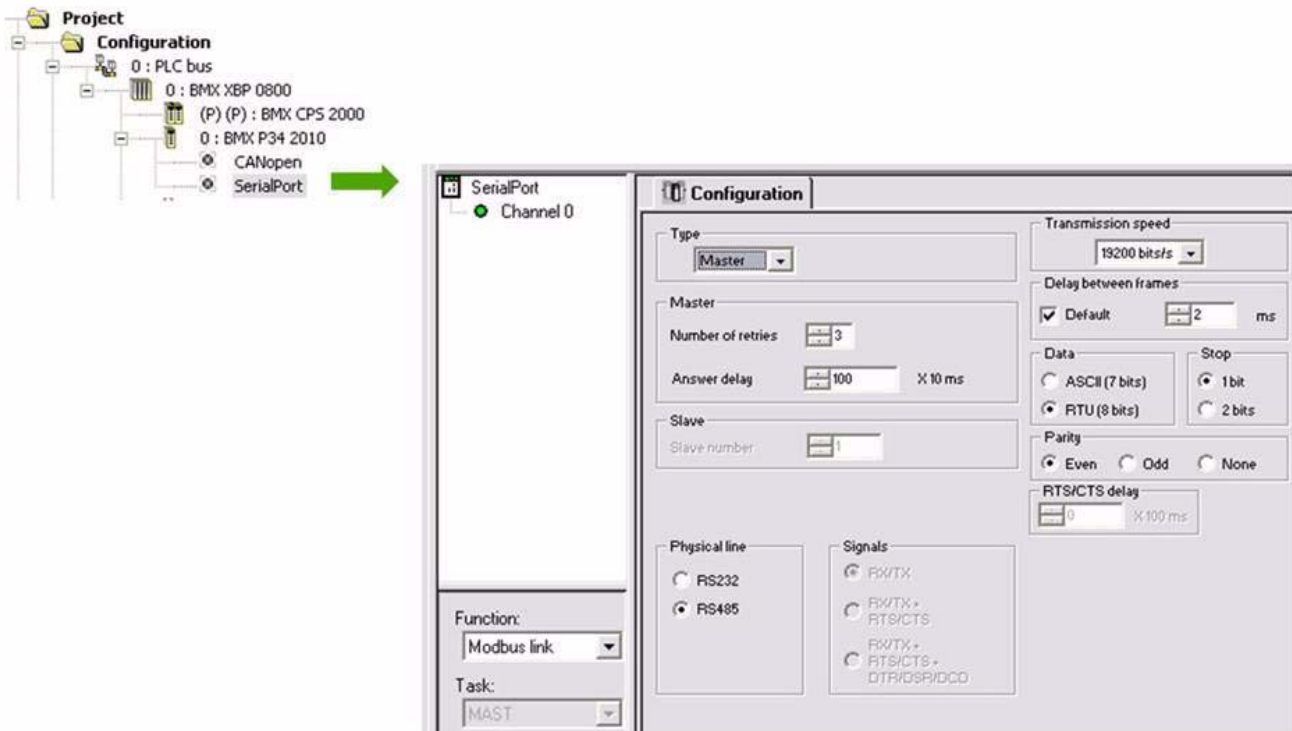 Project
Configuration
0 : PLC bus
0 : BMX XBP 0800
(P) (P) : BMX CPS 2000
0 : BMX P34 2010
CANopen
SerialPort
SerialPort
Channel 0
Function:
Modbus link
Task:
MAST
Configuration
Type
Master
Master
Number of retries 3
Answer delay 100 X 10 ms
Slave
Slave number 1
Physical line
RS232
RS485
Signals
RX/TX
RX/TX +
RTS/CTS
RX/TX +
RTS/CTS +
DTR/DSR/DCD
Transmission speed
19200 bits/s
Delay between frames
Default 2 ms
Data
ASCII (7 bits)
RTU (8 bits)
Stop
1 bit
2 bits
Parity
Even Odd None
RTS/CTS delay
0 X 100 ms